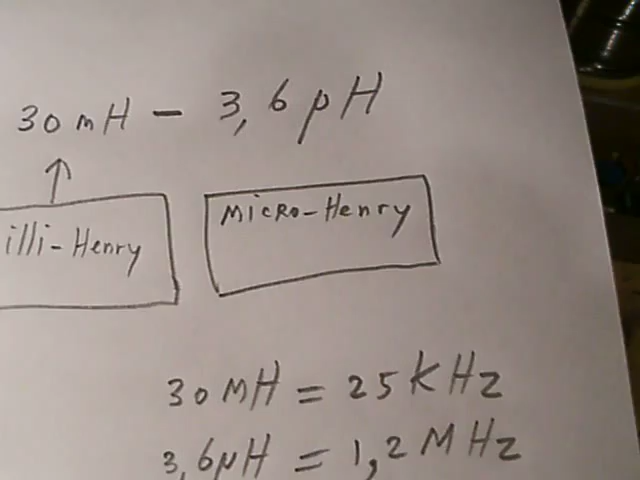 30 mH - 3,6 pH
illi-Henry
Micro-Henry
30 MH = 25 KHz
3,6 µH = 1,2 MHz